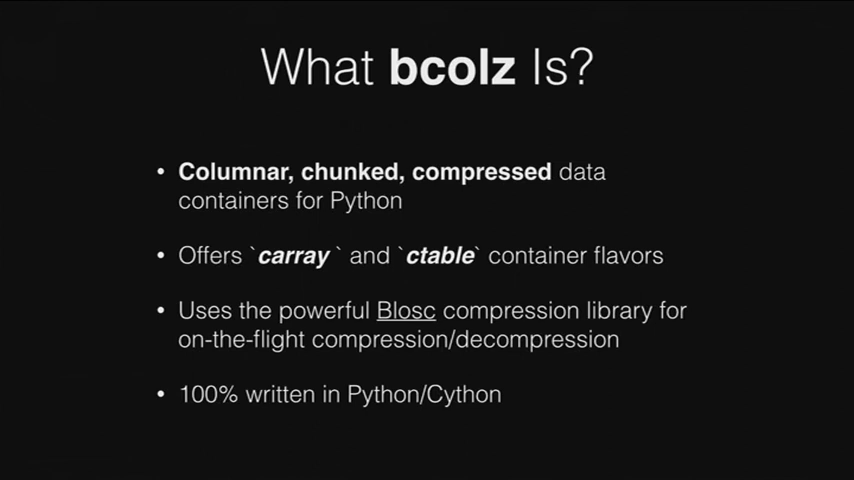 What bcolz Is?
• Columnar, chunked, compressed data
containers for Python
• Offers `carray ` and `ctable` container flavors
• Uses the powerful Blosc compression library for
on-the-flight compression/decompression
• 100% written in Python/Cython